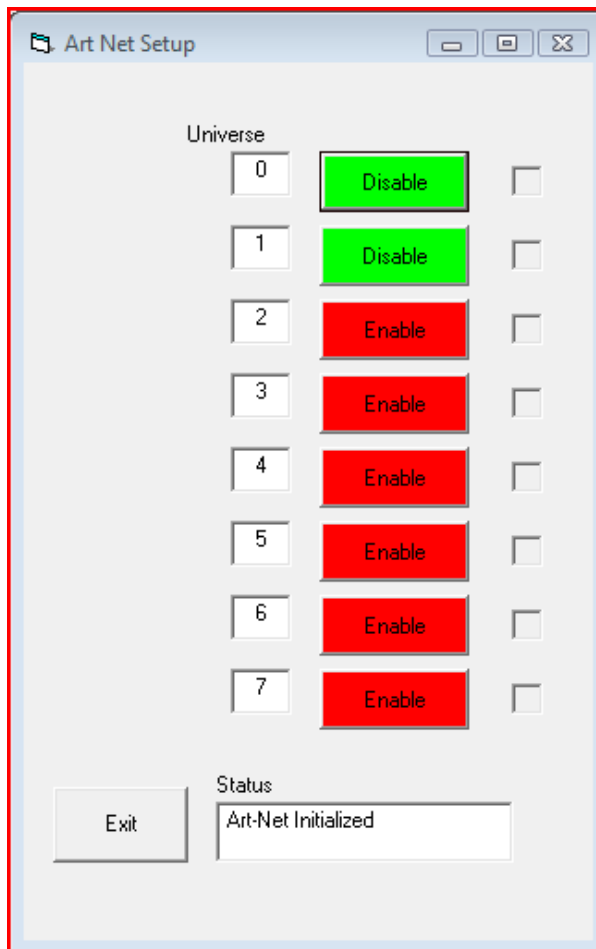 Art Net Setup
Universe
0 Disable
1 Disable
2 Enable
3 Enable
4 Enable
5 Enable
6 Enable
7 Enable
Status
Exit Art-Net Initialized